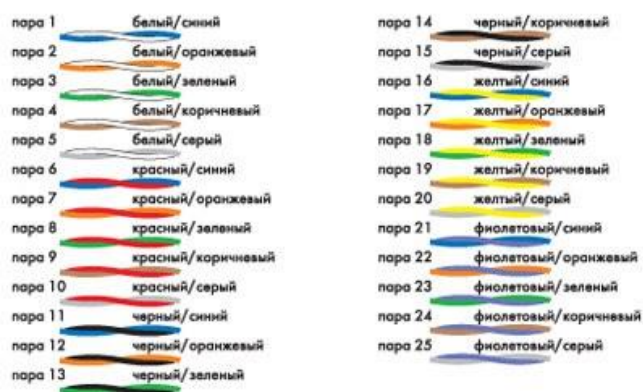 пара 1 белый/синий
пара 2 белый/оранжевый
пара 3 белый/зеленый
пара 4 белый/коричневый
пара 5 белый/серый
пара 6 красный/синий
пара 7 красный/оранжевый
пара 8 красный/зеленый
пара 9 красный/коричневый
пара 10 красный/серый
пара 11 черный/синий
пара 12 черный/оранжевый
пара 13 черный/зеленый
пара 14 черный/коричневый
пара 15 черный/серый
пара 16 желтый/синий
пара 17 желтый/оранжевый
пара 18 желтый/зеленый
пара 19 желтый/коричневый
пара 20 желтый/серый
пара 21 фиолетовый/синий
пара 22 фиолетовый/оранжевый
пара 23 фиолетовый/зеленый
пара 24 фиолетовый/коричневый
пара 25 фиолетовый/серый